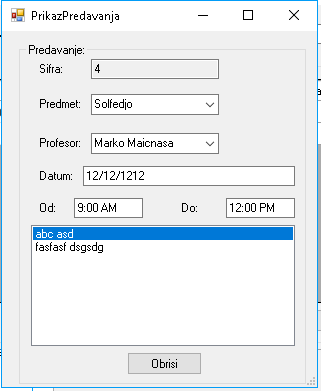 PrikazPredavanja
Predavanje:
Sifra: 4
Predmet: Solfedjo
Profesor: Marko Maicnasa
Datum: 12/12/1212
Od: 9:00 AM Do: 12:00 PM
abc asd
fasfasf dsgsdg
Obrisi